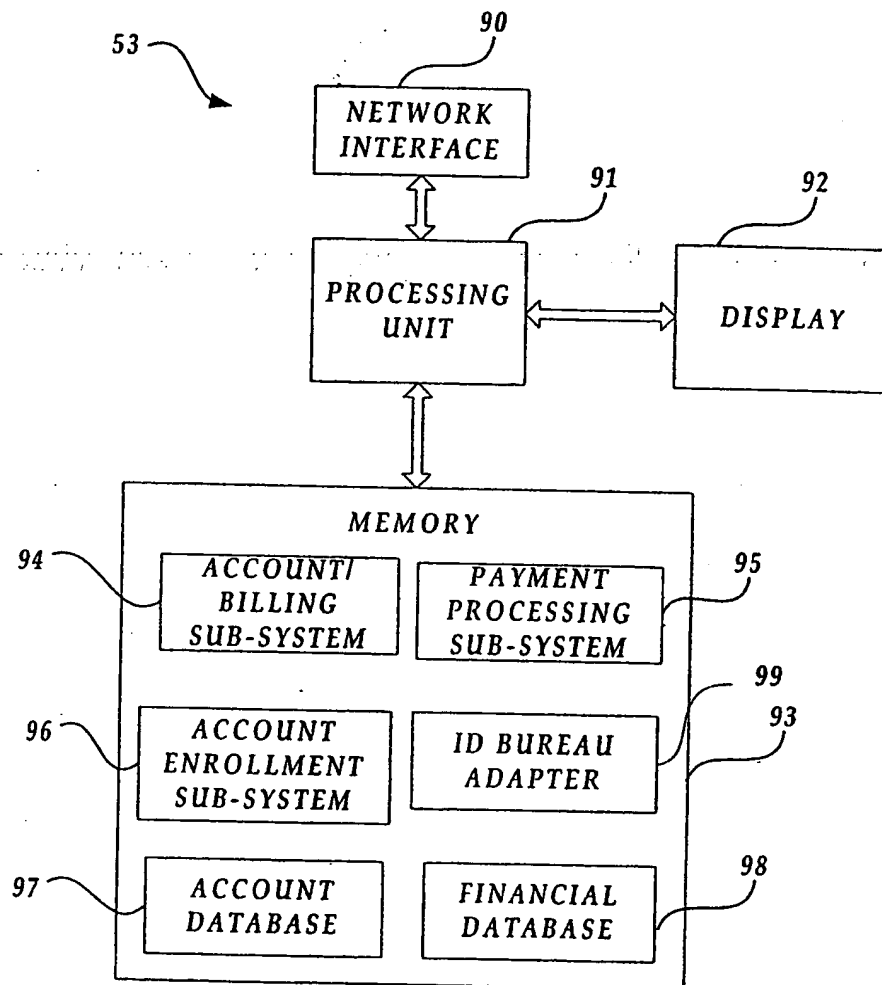 90
53
NETWORK
INTERFACE
91
92
PROCESSING
UNIT
DISPLAY
MEMORY
94
ACCOUNT/
BILLING
SUB-SYSTEM
PAYMENT
PROCESSING
SUB-SYSTEM
95
99
93
96
ACCOUNT
ENROLLMENT
SUB-SYSTEM
ID BUREAU
ADAPTER
97
ACCOUNT
DATABASE
FINANCIAL
DATABASE
98